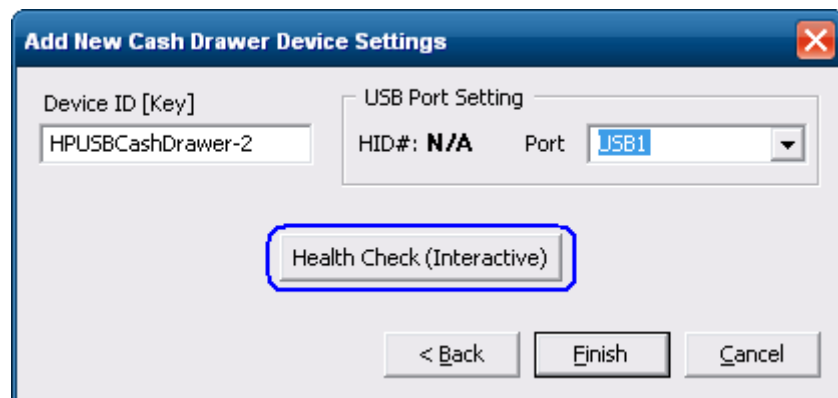 Add New Cash Drawer Device Settings
Device ID [Key]
HPUSBCashDrawer-2
USB Port Setting
HID#: N/A Port USB1
Health Check (Interactive)
< Back Finish Cancel